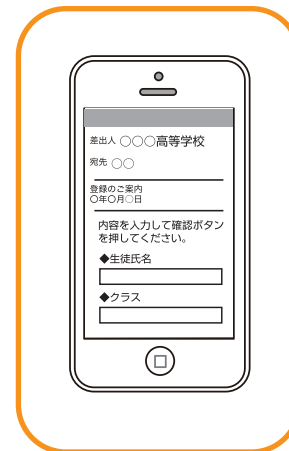 差出人 ○○○高等学校
宛先 ○○
登録のご案内
○年○月○日
内容を入力して確認ボタン
を押してください。
◆生徒氏名
◆クラス